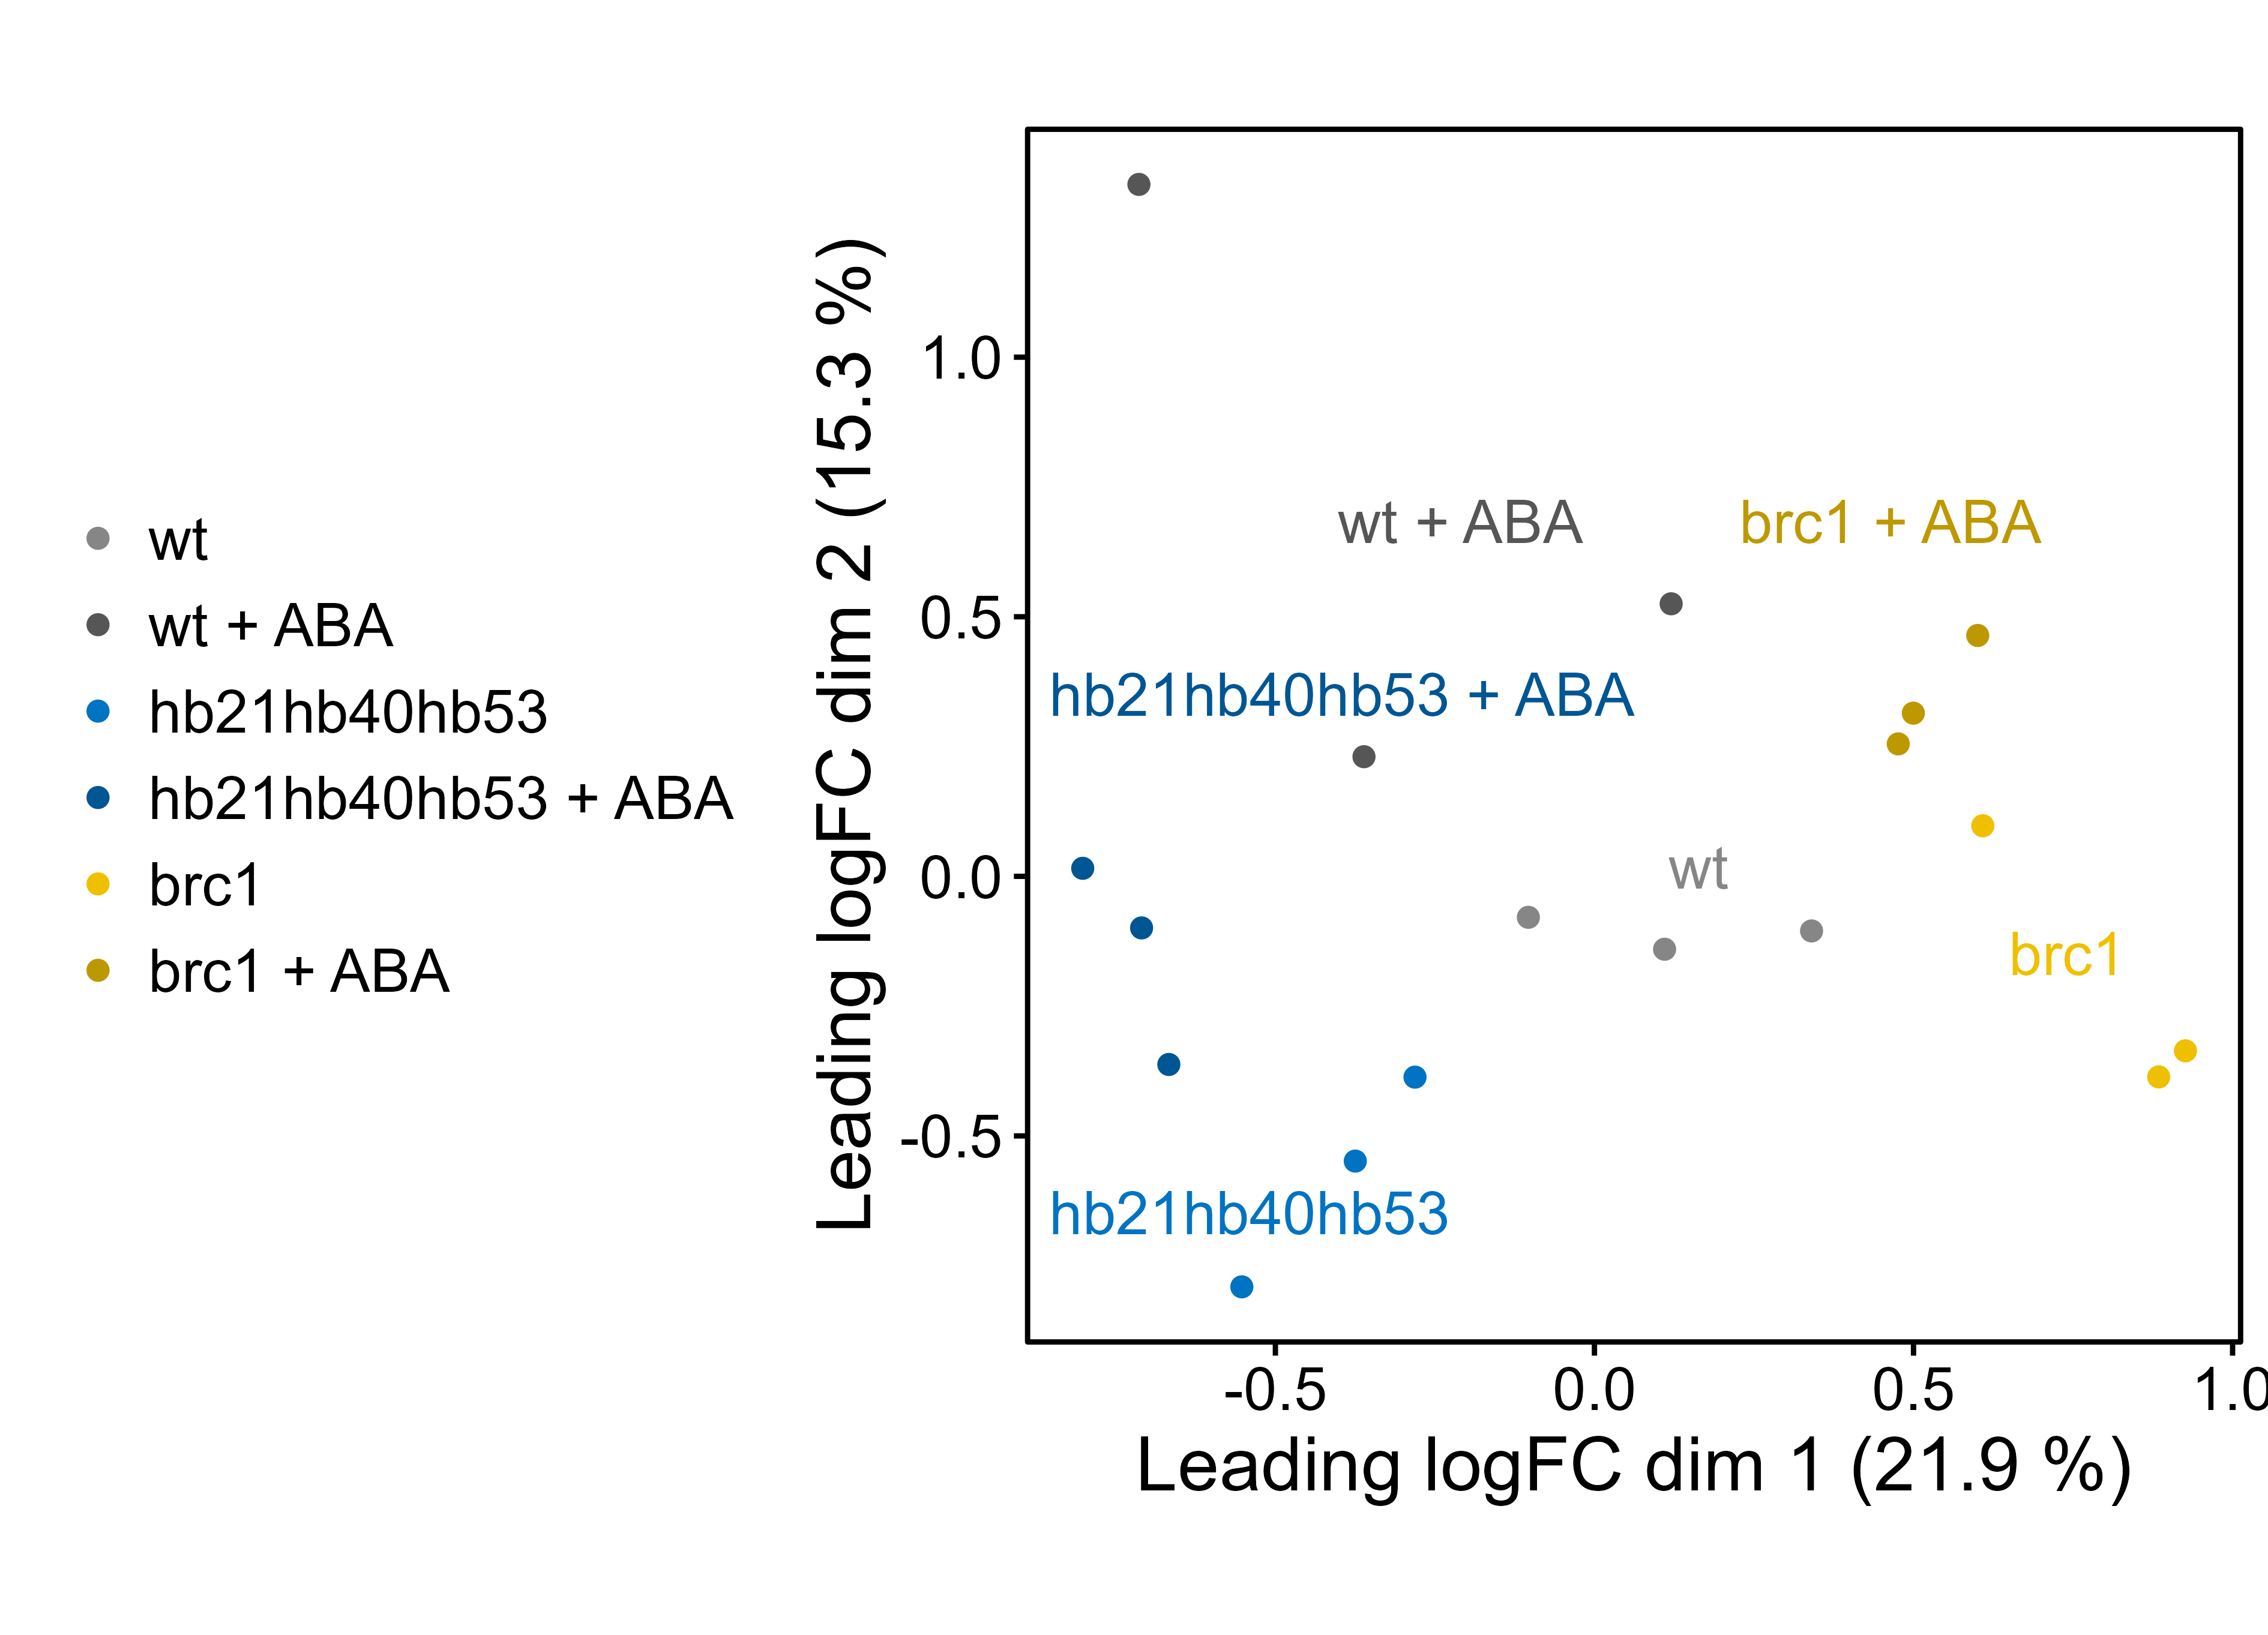 wt
wt + ABA
hb21hb40hb53
hb21hb40hb53 + ABA
brc1
brc1 + ABA
Leading logFC dim 2 (15.3 %)
1.0
0.5
0.0
-0.5
wt + ABA
brc1 + ABA
hb21hb40hb53 + ABA
wt
brc1
hb21hb40hb53
-0.5
0.0
0.5
1.0
Leading logFC dim 1 (21.9 %)